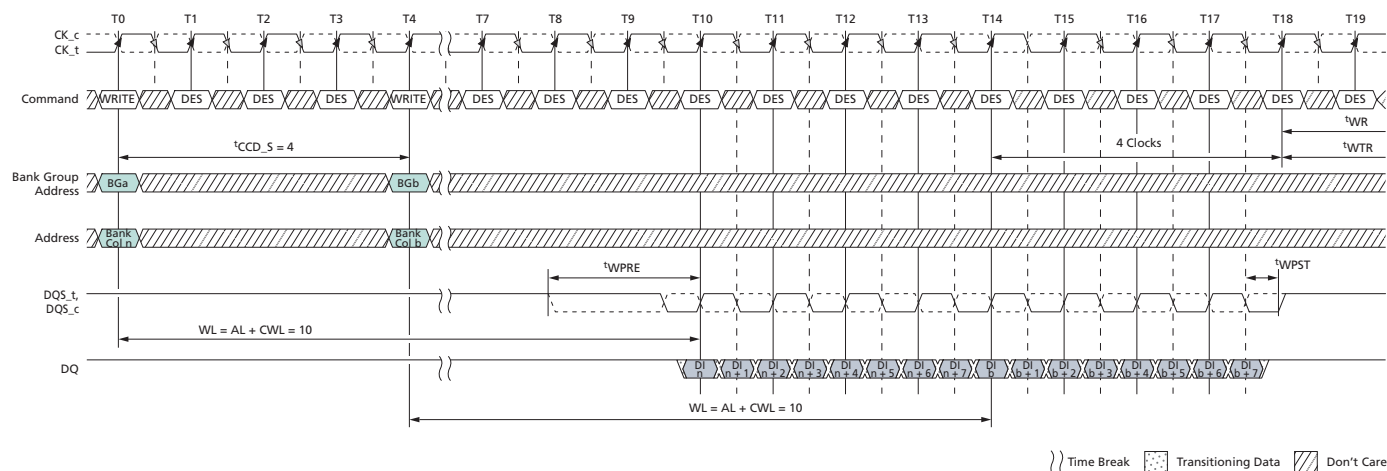 T0 T1 T2 T3 T4 T7 T8 T9 T10 T11 T12 T13 T14 T15 T16 T17 T18 T19
CK_c
CK_t
Command WRITE DES DES DES WRITE DES DES DES DES DES DES DES DES DES DES DES DES DES
tWR
tCCD_S = 4 4 Clocks tWTR
Bank Group
Address BGa BGb
Address Bank
Col n Bank
Col b
tWPRE tWPST
DQS_t,
DQS_c
WL = AL + CWL = 10
DQ DI
n DI
n + 1 DI
n + 2 DI
n + 3 DI
n + 4 DI
n + 5 DI
n + 6 DI
n + 7 DI
b DI
b + 1 DI
b + 2 DI
b + 3 DI
b + 4 DI
b + 5 DI
b + 6 DI
b + 7
WL = AL + CWL = 10
Time Break Transitioning Data Don't Care